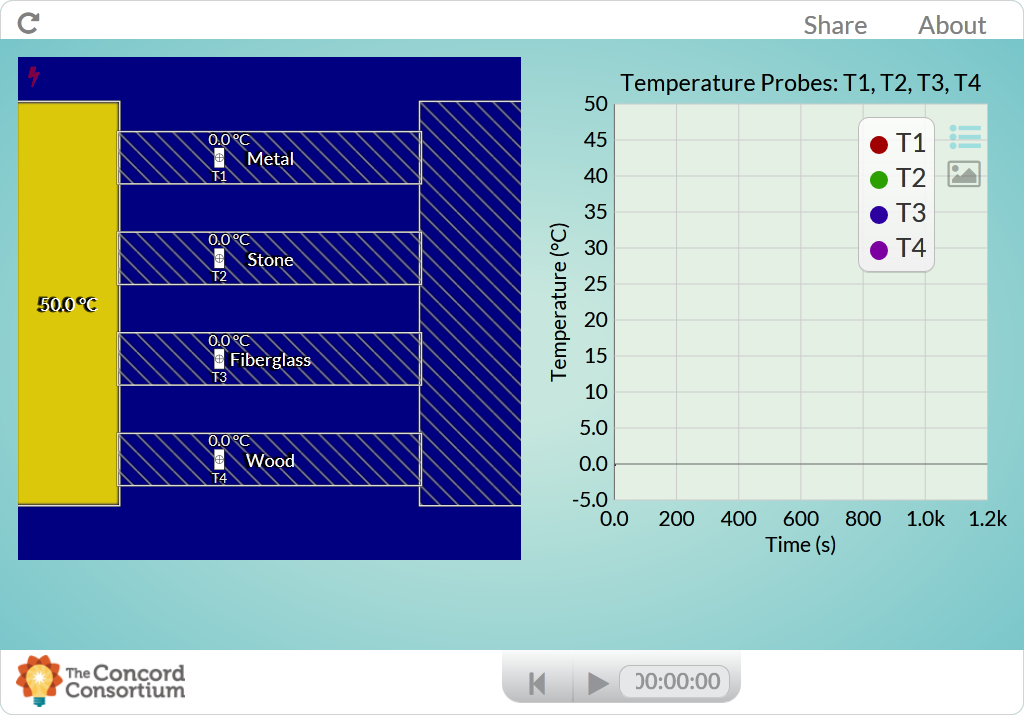 Share
About
0.0 °C
Metal
T1
0.0 °C
Stone
T2
50.0 °C
0.0 °C
Fiberglass
T3
0.0 °C
Wood
T4
Temperature Probes: T1, T2, T3, T4
50
45
40
35
30
25
20
15
10
5.0
0.0
-5.0
Temperature (°C)
T1
T2
T3
T4
0.0 200 400 600 800 1.0k 1.2k
Time (s)
The Concord
Consortium
00:00:00